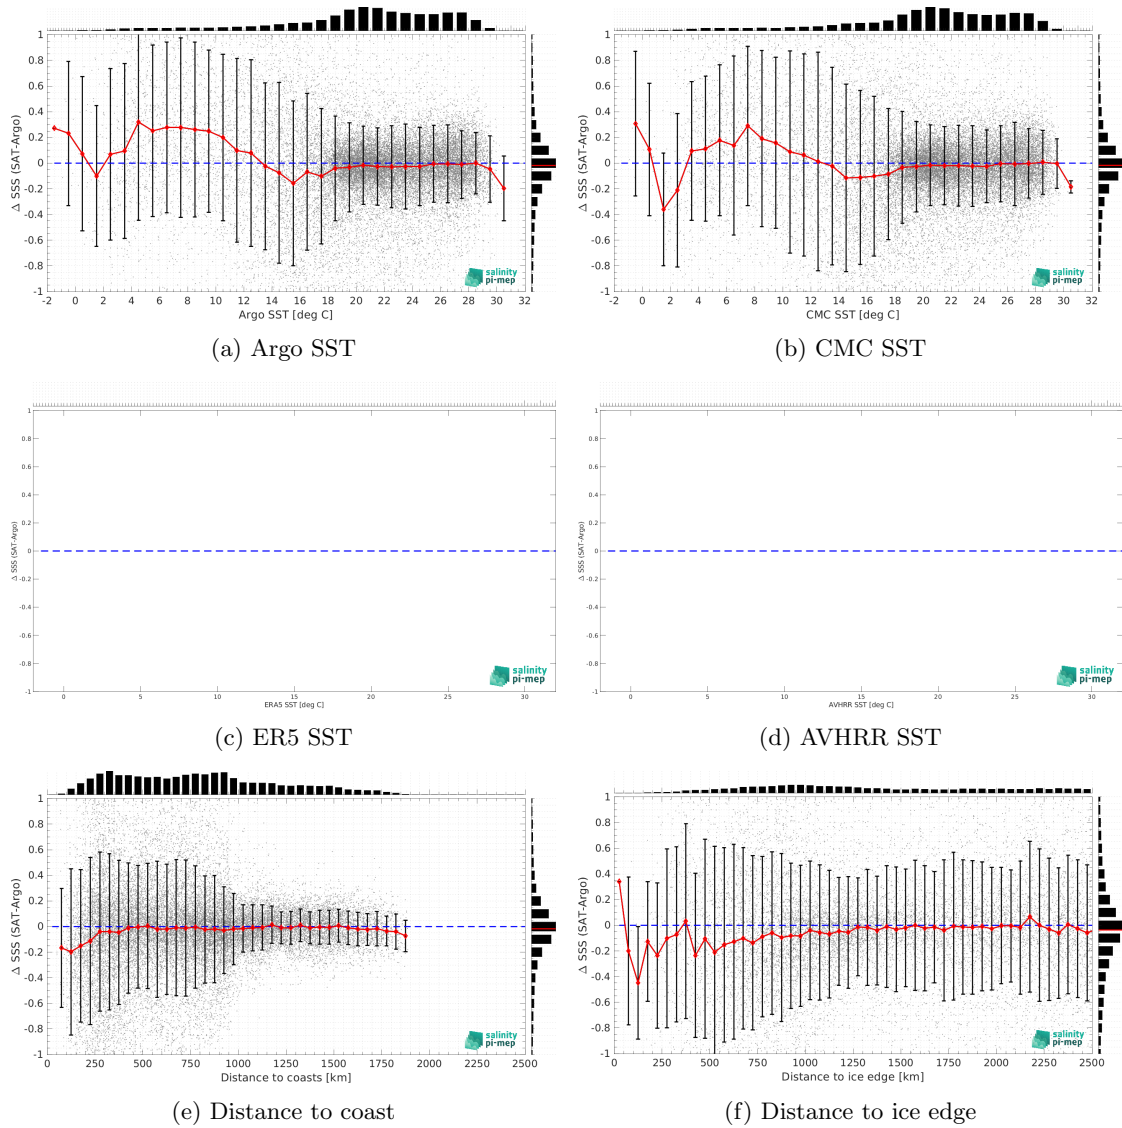 1
0.8
0.6
0.4
0.2
0
-0.2
-0.4
-0.6
-0.8
-1
Δ SSS (SAT-Argo)
-2 0 2 4 6 8 10 12 14 16 18 20 22 24 26 28 30 32
Argo SST [deg C]
salinity
pi-mep
(a) Argo SST
1
0.8
0.6
0.4
0.2
0
-0.2
-0.4
-0.6
-0.8
-1
Δ SSS (SAT-Argo)
-2 0 2 4 6 8 10 12 14 16 18 20 22 24 26 28 30 32
CMC SST [deg C]
salinity
pi-mep
(b) CMC SST
1
0.8
0.6
0.4
0.2
0
-0.2
-0.4
-0.6
-0.8
-1
Δ SSS (SAT-Argo)
0 5 10 15 20 25 30
ERA5 SST [deg C]
salinity
pi-mep
(c) ER5 SST
1
0.8
0.6
0.4
0.2
0
-0.2
-0.4
-0.6
-0.8
-1
Δ SSS (SAT-Argo)
0 5 10 15 20 25 30
AVHRR SST [deg C]
salinity
pi-mep
(d) AVHRR SST
1
0.8
0.6
0.4
0.2
0
-0.2
-0.4
-0.6
-0.8
-1
Δ SSS (SAT-Argo)
0 250 500 750 1000 1250 1500 1750 2000 2250 2500
Distance to coasts [km]
salinity
pi-mep
(e) Distance to coast
1
0.8
0.6
0.4
0.2
0
-0.2
-0.4
-0.6
-0.8
-1
Δ SSS (SAT-Argo)
0 250 500 750 1000 1250 1500 1750 2000 2250 2500
Distance to ice edge [km]
salinity
pi-mep
(f) Distance to ice edge